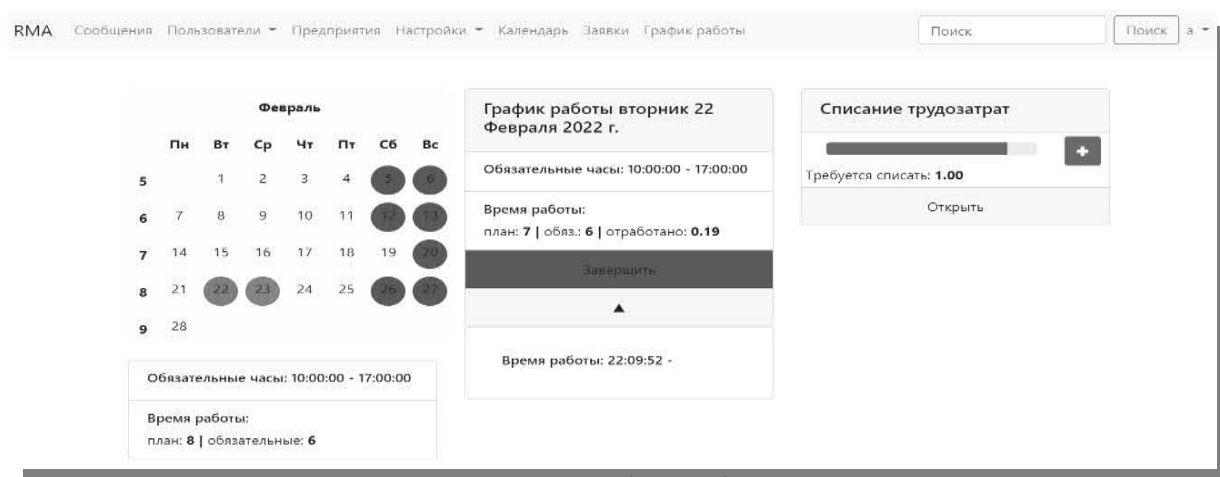 RMA Сообщения Пользователи Предприятия Настройки Календарь Заявки График работы Поиск Поиск a
Февраль
Пн Вт Ср Чт Пт Сб Вс
5 1 2 3 4 5 6
6 7 8 9 10 11 12 13
7 14 15 16 17 18 19 20
8 21 22 23 24 25 26 27
9 28
Обязательные часы: 10:00:00 - 17:00:00
Время работы:
план: 8 | обязательные: 6
График работы вторник 22
Февраля 2022 г.
Обязательные часы: 10:00:00 - 17:00:00
Время работы:
план: 7 | обяз.: 6 | отработано: 0.19
Завершить
▲
Время работы: 22:09:52 -
Списание трудозатрат
+
Требуется списать: 1.00
Открыть